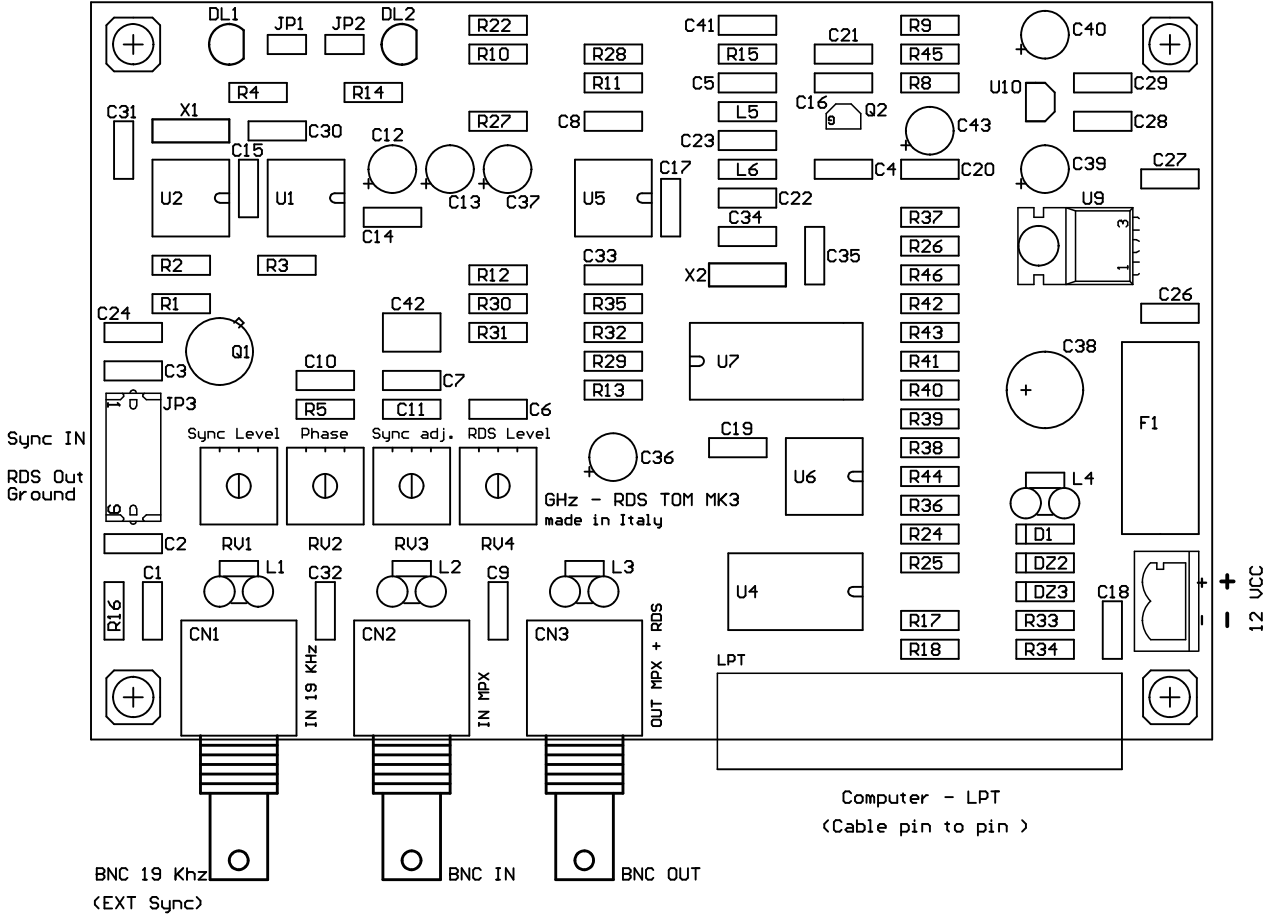 DL1 JP1 JP2 DL2 R22 C41 R9 C40
R10 R28 R15 C21 R45
R4 R14 R11 C5 C16 R8 U10 C29
C31 X1 C30 C12 R27 C8 L5 9 Q2 C43 C28
C15 C23
U2 U1 C13 C37 U5 C17 L6 C4 C20 C39 C27
C14 C22 U9
C34 R37 3
R2 R3 C33 C35 R26 1
R12 X2 R46
R1 C42 R30 R35 R42 C26
C24 R31 R32 R43
Q1 C10 R29 U7 R41 C38
C3 C7 R13 R40
1 JP3 R5 C11 C6 R39 F1
Sync IN Sync Level Phase Sync adj. RDS Level C19 R38
RDS Out C36 U6 R44 L4
Ground GHz - RDS TOM MK3 R36
6 made in Italy
C2 RV1 RV2 RV3 RV4 R24 D1
L1 L2 L3 R25 DZ2
R16 C1 C32 C9 U4 DZ3 C18 + +
CN1 CN2 CN3 R17 R33 - - 12 VCC
R18 R34
IN 19 KHz IN MPX OUT MPX + RDS LPT
Computer - LPT
(Cable pin to pin )
BNC 19 Khz BNC IN BNC OUT
(EXT Sync)